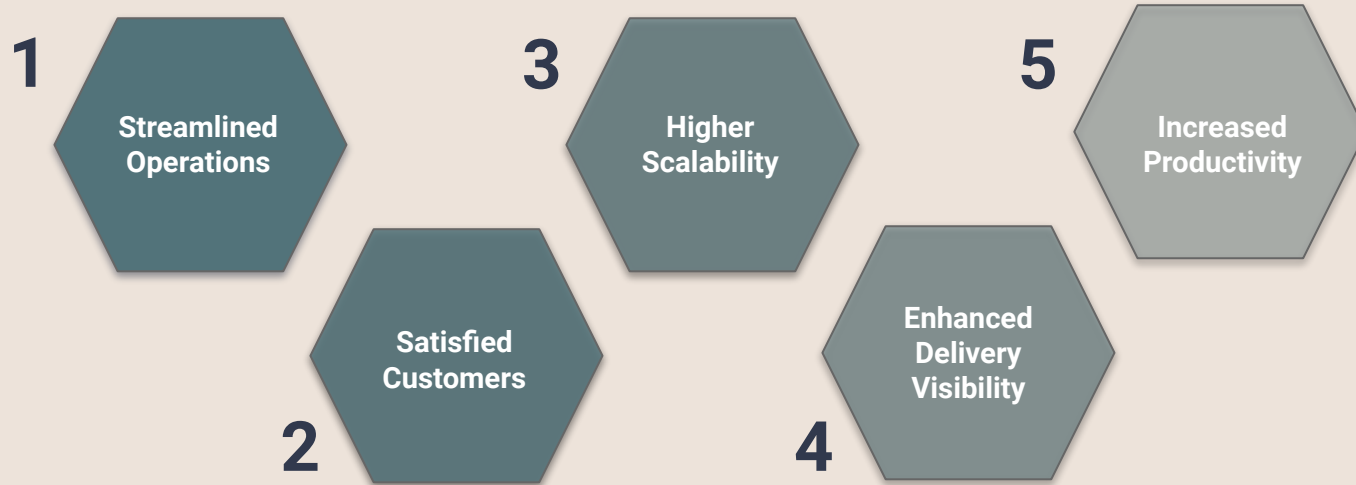 1
Streamlined
Operations
2
Satisfied
Customers
3
Higher
Scalability
4
Enhanced
Delivery
Visibility
5
Increased
Productivity